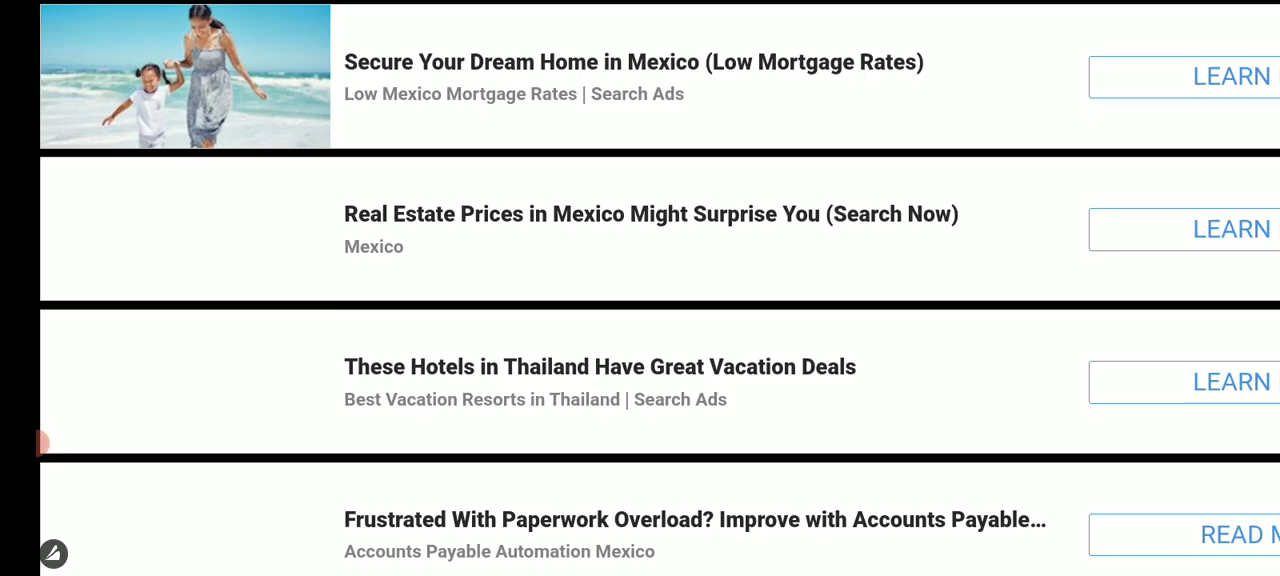 Secure Your Dream Home in Mexico (Low Mortgage Rates)
Low Mexico Mortgage Rates | Search Ads
LEARN
Real Estate Prices in Mexico Might Surprise You (Search Now)
Mexico
LEARN
These Hotels in Thailand Have Great Vacation Deals
Best Vacation Resorts in Thailand | Search Ads
LEARN
Frustrated With Paperwork Overload? Improve with Accounts Payable…
Accounts Payable Automation Mexico
READ M